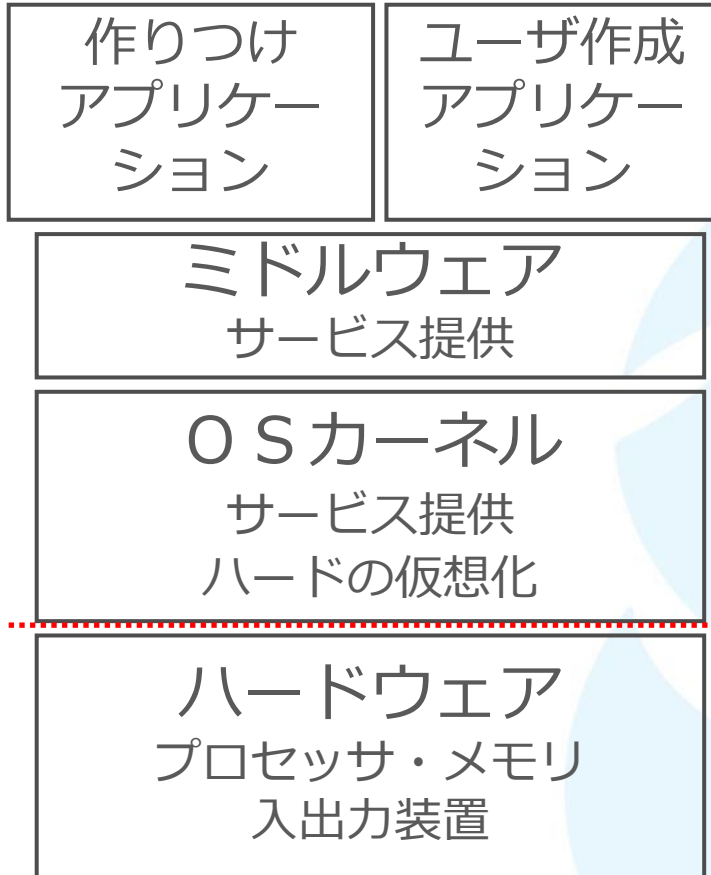 作りつけ
アプリケー
ション
ユーザ作成
アプリケー
ション
ミドルウェア
サービス提供
ＯＳカーネル
サービス提供
ハードの仮想化
ハードウェア
プロセッサ・メモリ
入出力装置